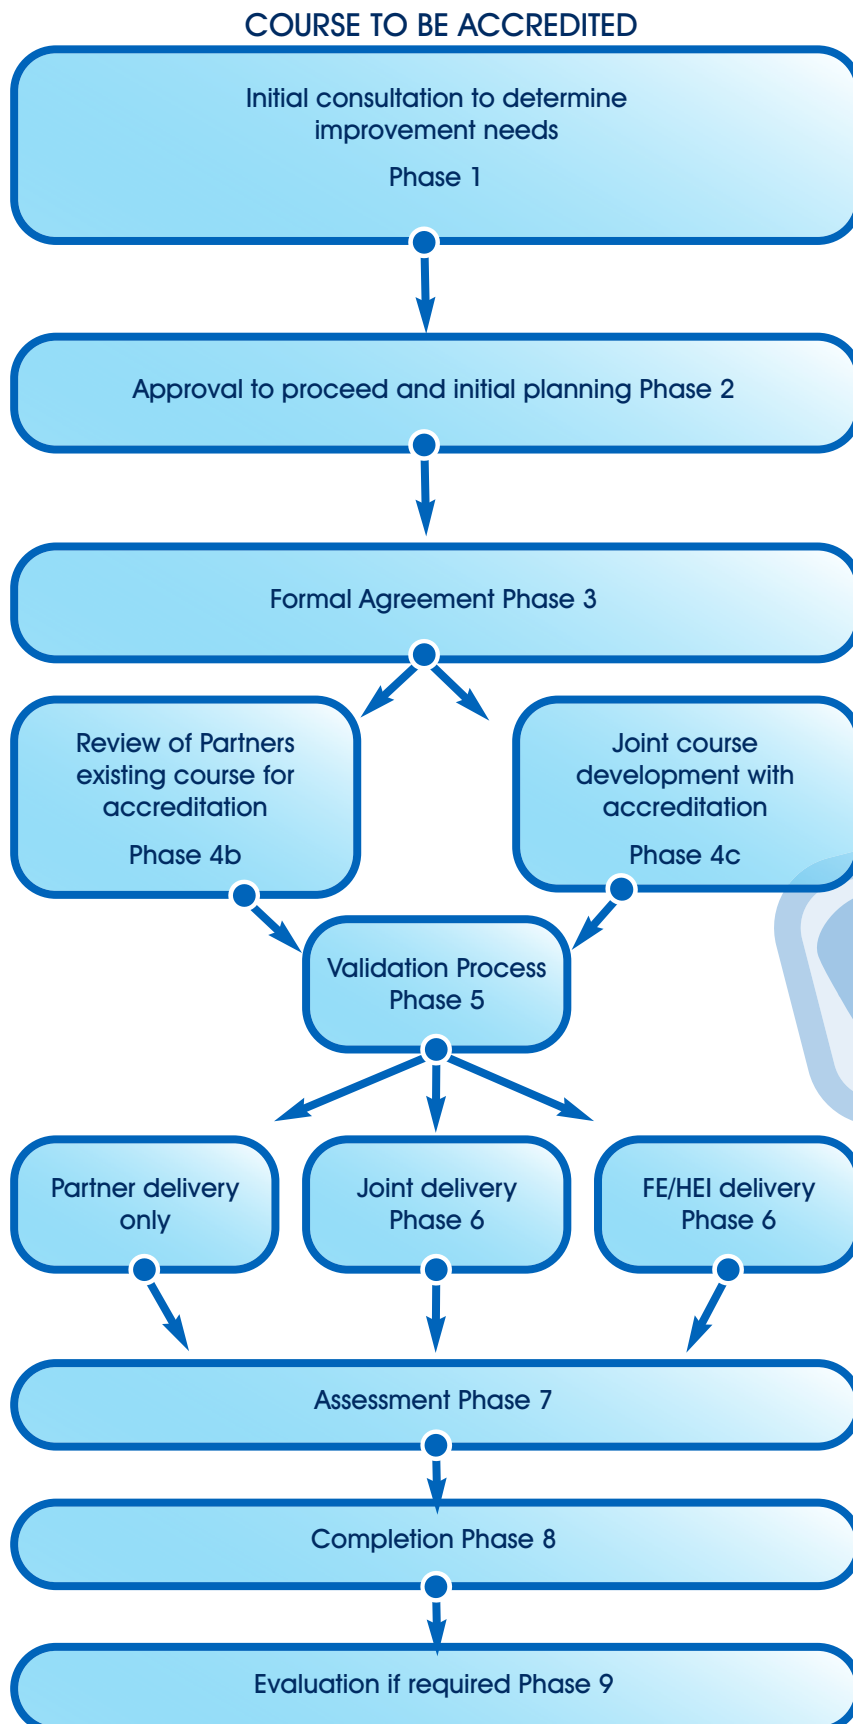 COURSE TO BE ACCREDITED
Initial consultation to determine
improvement needs
Phase 1
Approval to proceed and initial planning Phase 2
Formal Agreement Phase 3
Review of Partners
existing course for
accreditation
Phase 4b
Joint course
development with
accreditation
Phase 4c
Validation Process
Phase 5
Partner delivery
only
Joint delivery
Phase 6
FE/HEI delivery
Phase 6
Assessment Phase 7
Completion Phase 8
Evaluation if required Phase 9